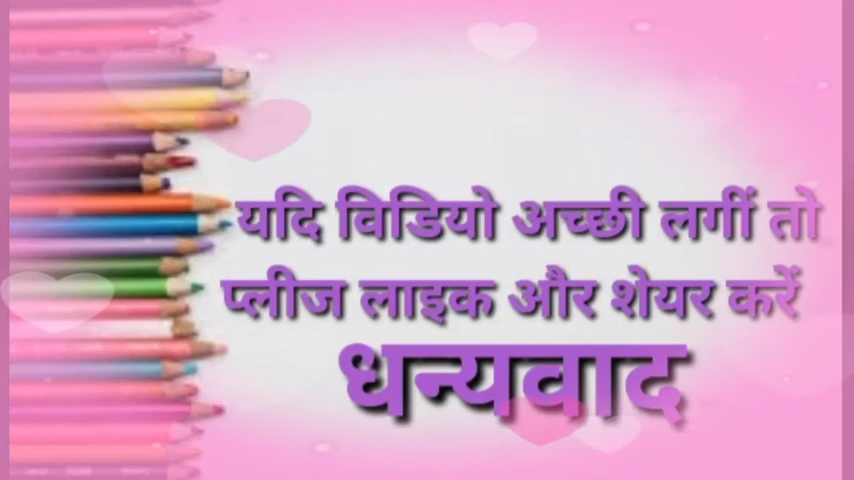 यदि विडियो अच्छी लगीं तो
प्लीज लाइक और शेयर करें
धन्यवाद